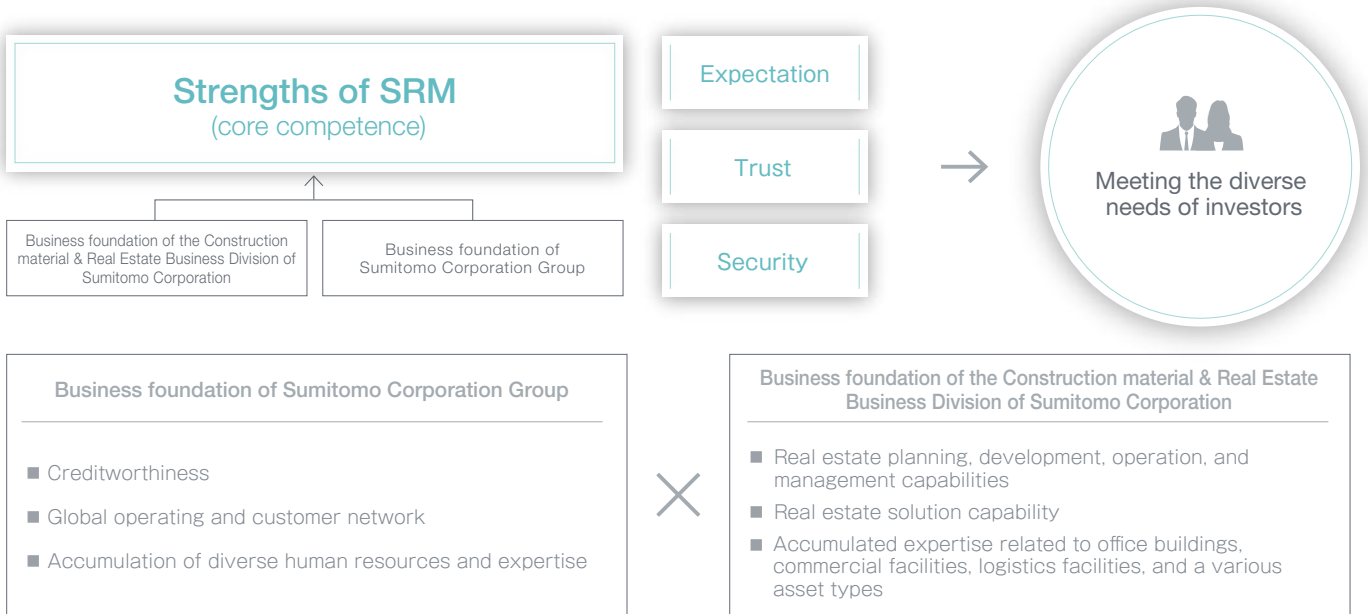 Strengths of SRM
(core competence)
Business foundation of the Construction
material & Real Estate Business Division of
Sumitomo Corporation
Business foundation of
Sumitomo Corporation Group
Expectation
Trust
Security
Meeting the diverse
needs of investors
Business foundation of Sumitomo Corporation Group
■ Creditworthiness
■ Global operating and customer network
■ Accumulation of diverse human resources and expertise
Business foundation of the Construction material & Real Estate
Business Division of Sumitomo Corporation
■ Real estate planning, development, operation, and
management capabilities
■ Real estate solution capability
■ Accumulated expertise related to office buildings,
commercial facilities, logistics facilities, and a various
asset types